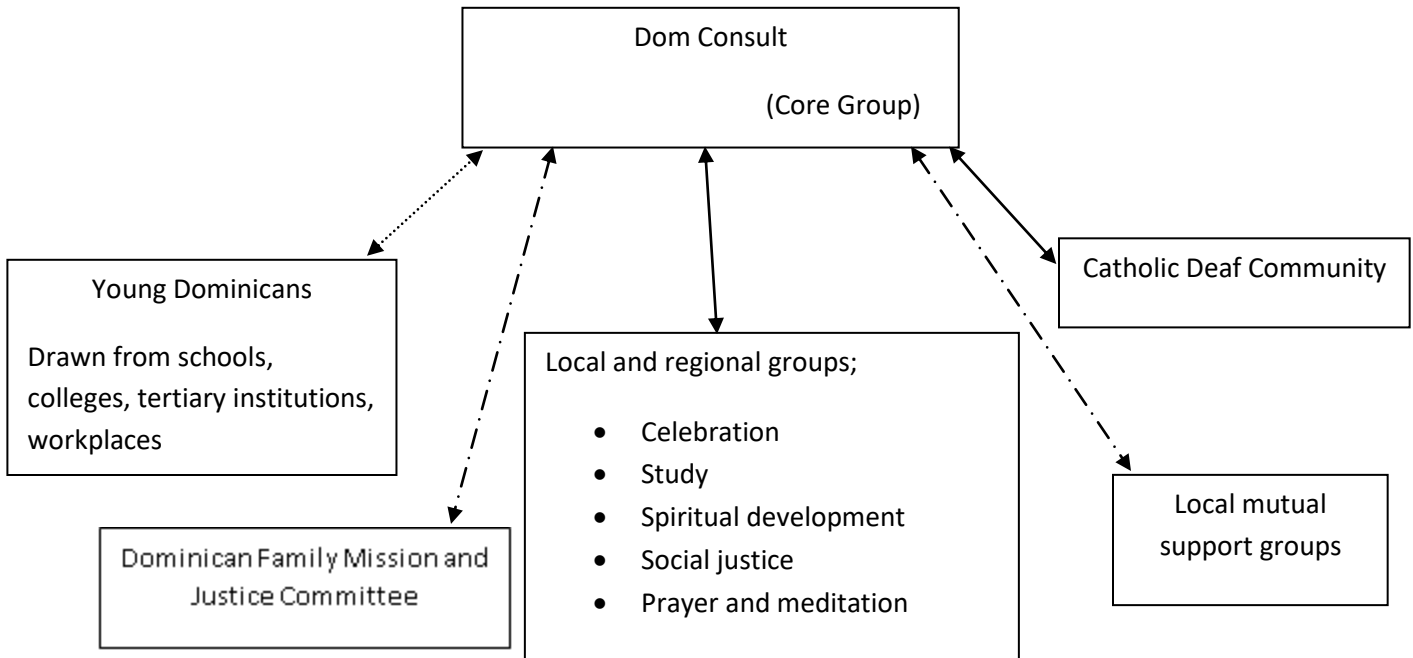 Dom Consult
(Core Group)
Young Dominicans
Drawn from schools,
colleges, tertiary institutions,
workplaces
Catholic Deaf Community
Local and regional groups;
• Celebration
• Study
• Spiritual development
• Social justice
• Prayer and meditation
Local mutual
support groups
Dominican Family Mission and
Justice Committee